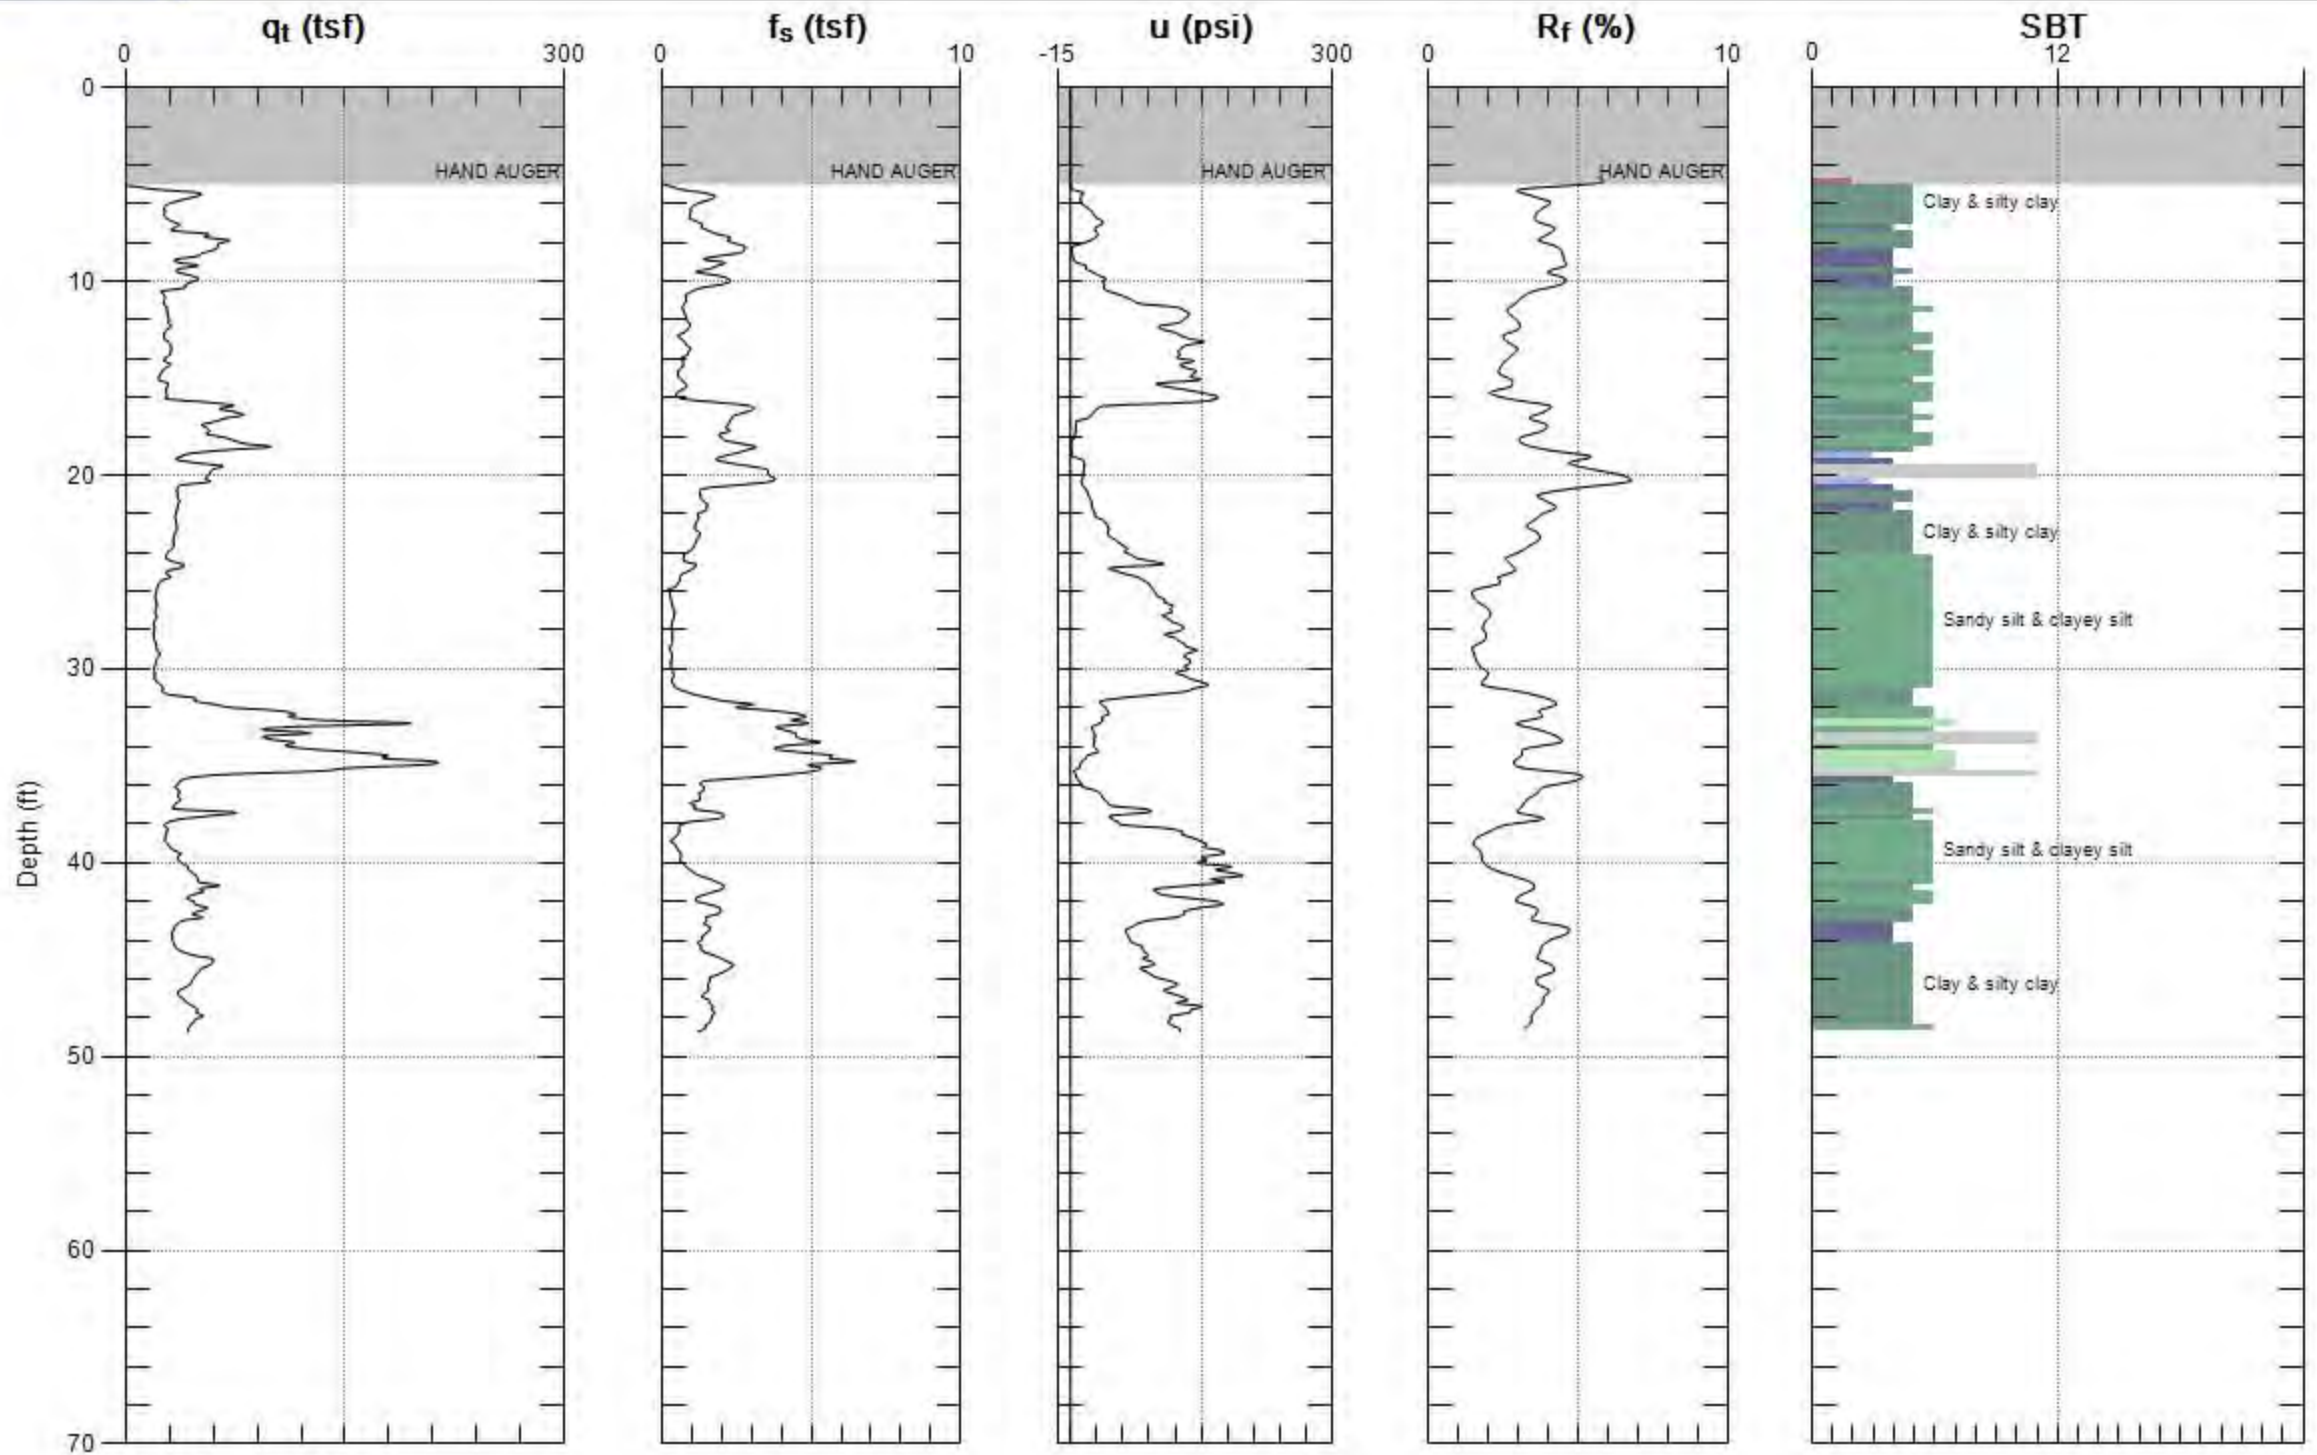 qt (tsf) fs (tsf) u (psi) Rf (%) SBT
0 300 0 10 -15 300 0 10 0 12
0
HAND AUGER HAND AUGER HAND AUGER HAND AUGER
Clay & silty clay
10
20
Clay & silty clay
Sandy silt & clayey silt
30
Depth (ft)
40
Sandy silt & clayey silt
Clay & silty clay
50
60
70